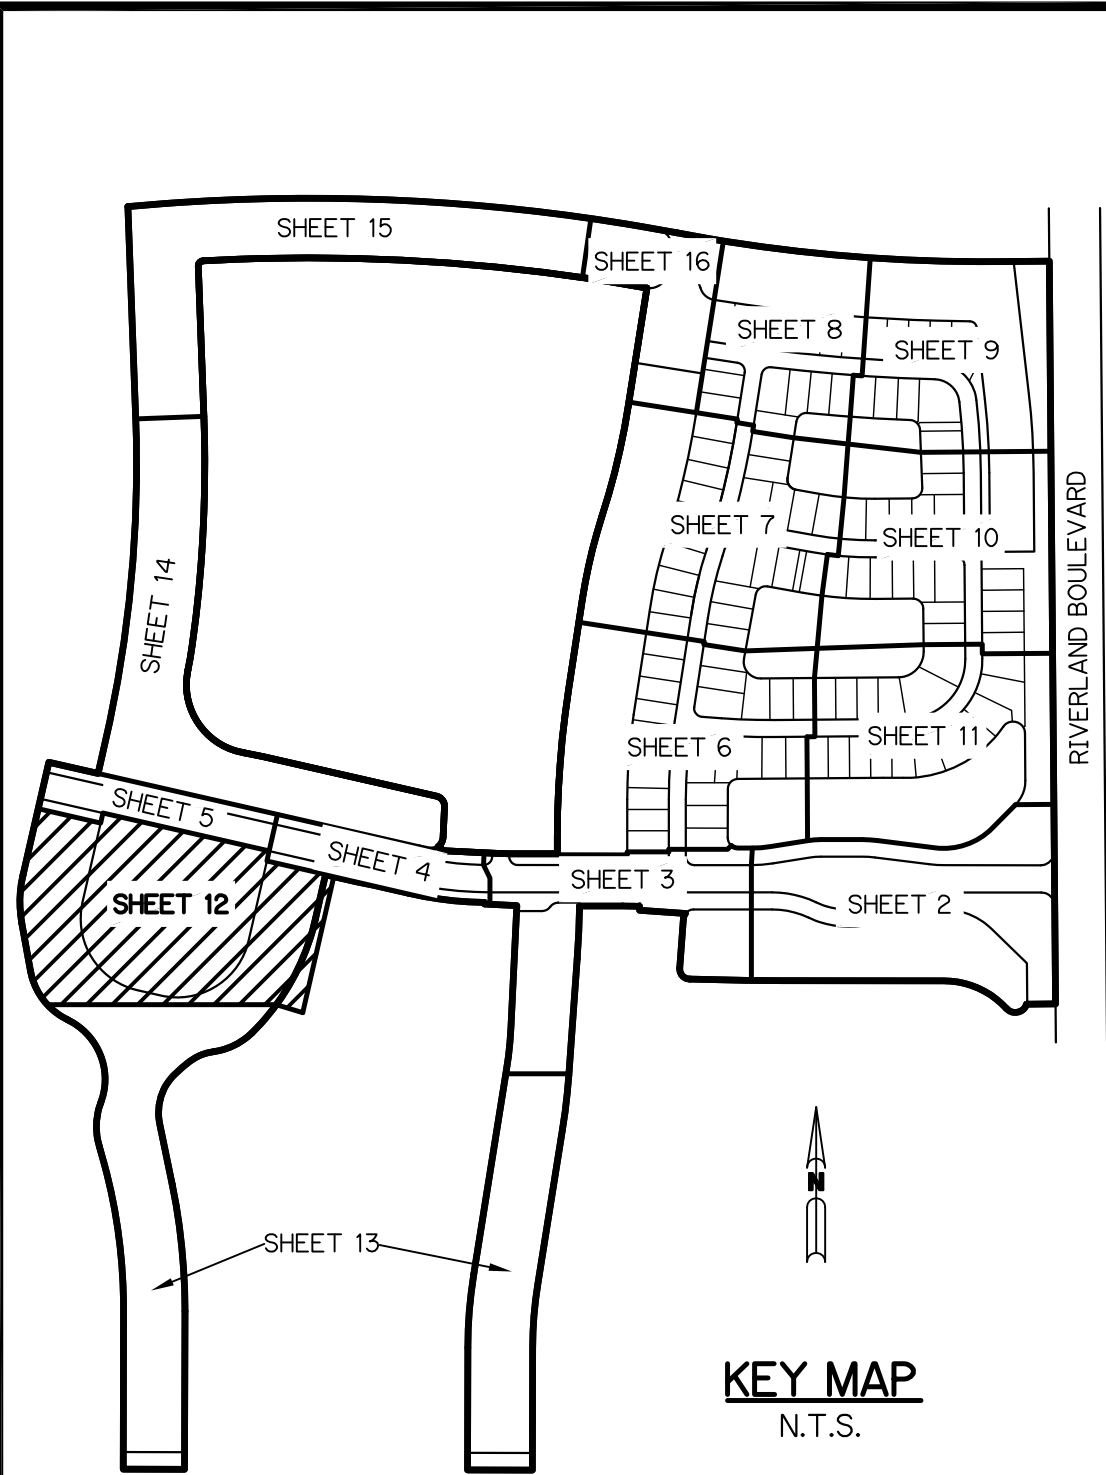 SHEET 15
SHEET 16
SHEET 8
SHEET 9
SHEET 7
SHEET 10
RIVERLAND BOULEVARD
SHEET 14
SHEET 6
SHEET 11
SHEET 5
SHEET 4
SHEET 3
SHEET 2
SHEET 12
N
SHEET 13
KEY MAP
N.T.S.